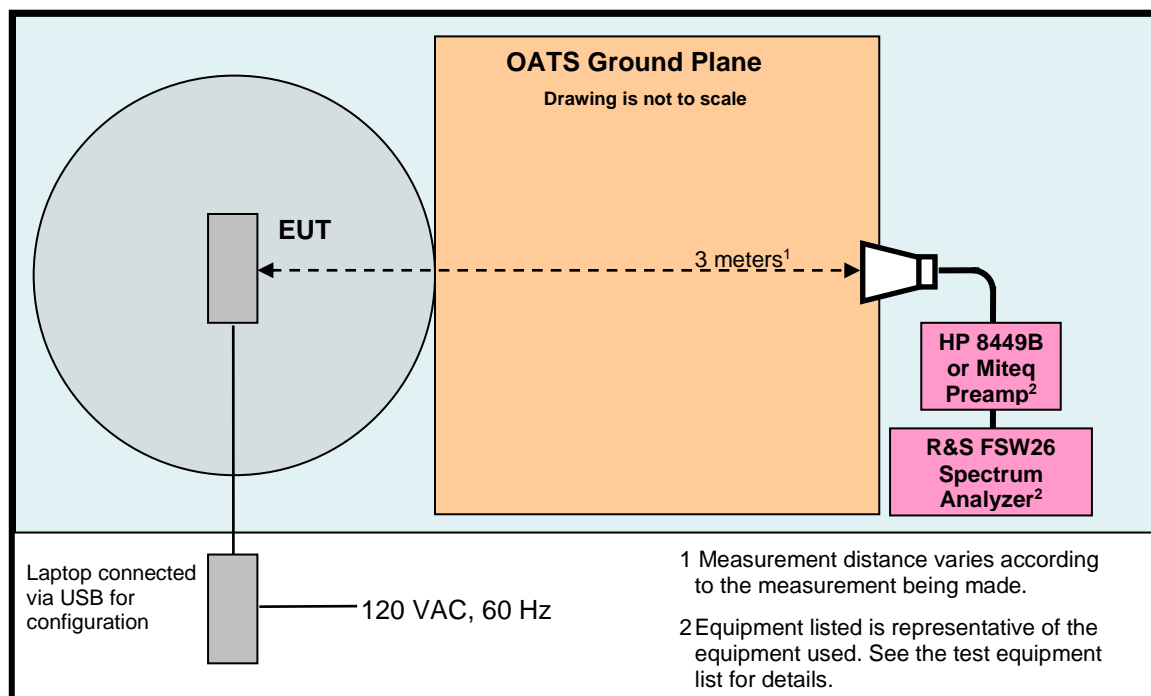 OATS Ground Plane
Drawing is not to scale
EUT
3 meters¹
HP 8449B
or Miteq
Preamp²
R&S FSW26
Spectrum
Analyzer²
Laptop connected
via USB for
configuration
120 VAC, 60 Hz
1 Measurement distance varies according
to the measurement being made.
2 Equipment listed is representative of the
equipment used. See the test equipment
list for details.